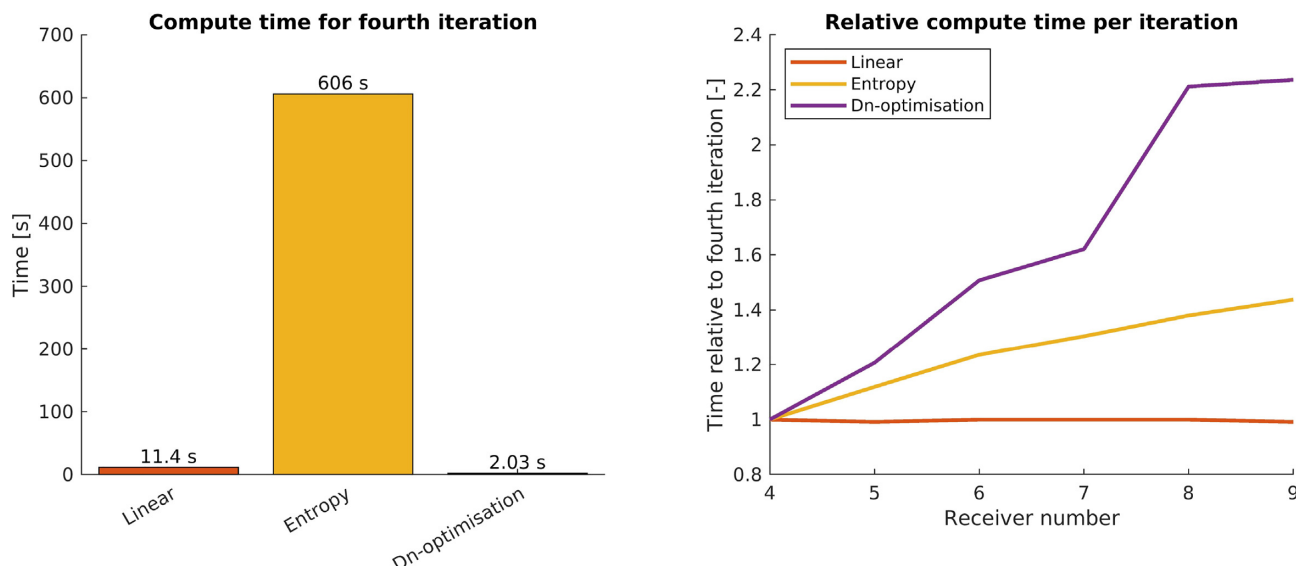 Compute time for fourth iteration
700
600
500
400
300
200
100
0
Time [s]
606 s
11.4 s
2.03 s
Linear
Entropy
Dn-optimisation
Relative compute time per iteration
2.4
2.2
2
1.8
1.6
1.4
1.2
1
0.8
Time relative to fourth iteration [-]
Linear
Entropy
Dn-optimisation
4 5 6 7 8 9
Receiver number